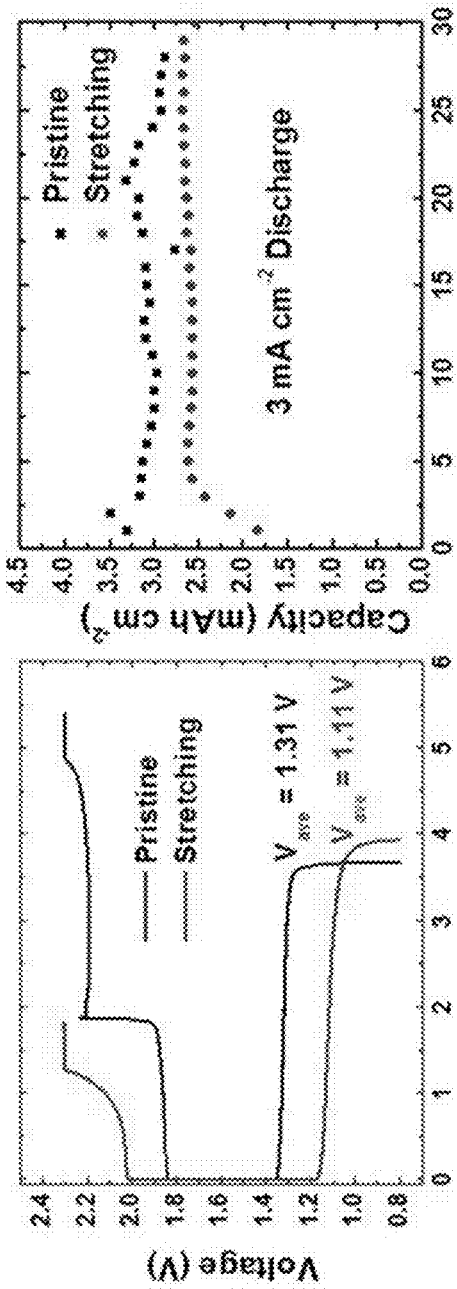 Voltage (V)
2.4
2.2
2.0
1.8
1.6
1.4
1.2
1.0
0.8
Pristine
Stretching
V ave = 1.31 V
V ave = 1.11 V
0 1 2 3 4 5 6
Capacity (mAh cm-2)
4.5
4.0
3.5
3.0
2.5
2.0
1.5
1.0
0.5
0.0
Pristine
Stretching
3 mA cm-2 Discharge
0 5 10 15 20 25 30